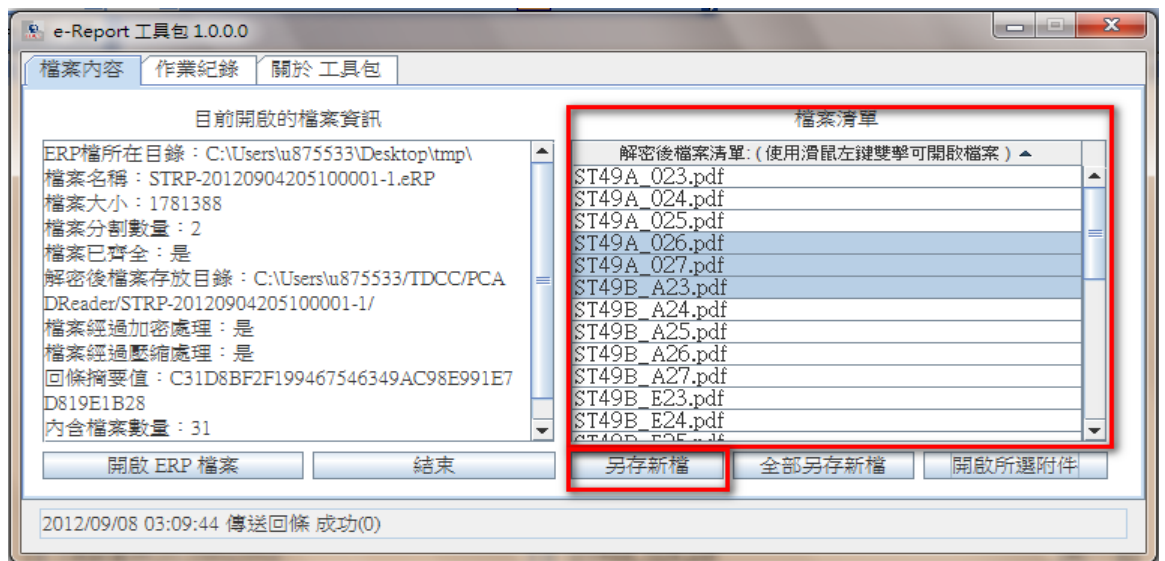 e-Report 工具包 1.0.0.0
檔案內容 作業紀錄 關於 工具包
目前開啟的檔案資訊
ERP檔所在目錄：C:\Users\u875533\Desktop\tmp\
檔案名稱：STRP-20120904205100001-1.eRP
檔案大小：1781388
檔案分割數量：2
檔案已齊全：是
解密後檔案存放目錄：C:\Users\u875533/TDCC/PCA
DReader/STRP-20120904205100001-1/
檔案經過加密處理：是
檔案經過壓縮處理：是
回條摘要值：C31D8BF2F199467546349AC98E991E7
D819E1B28
內含檔案數量：31
開啟 ERP 檔案 結束
檔案清單
解密後檔案清單:(使用滑鼠左鍵雙擊可開啟檔案)
ST49A_023.pdf
ST49A_024.pdf
ST49A_025.pdf
ST49A_026.pdf
ST49A_027.pdf
ST49B_A23.pdf
ST49B_A24.pdf
ST49B_A25.pdf
ST49B_A26.pdf
ST49B_A27.pdf
ST49B_E23.pdf
ST49B_E24.pdf
另存新檔 全部另存新檔 開啟所選附件
2012/09/08 03:09:44 傳送回條 成功(0)